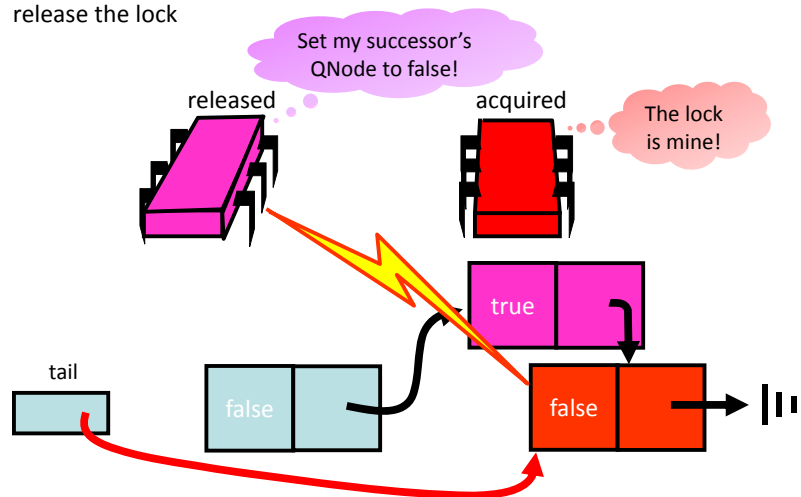 release the lock
Set my successor's
QNode to false!
released
acquired
The lock
is mine!
true
tail
false
false